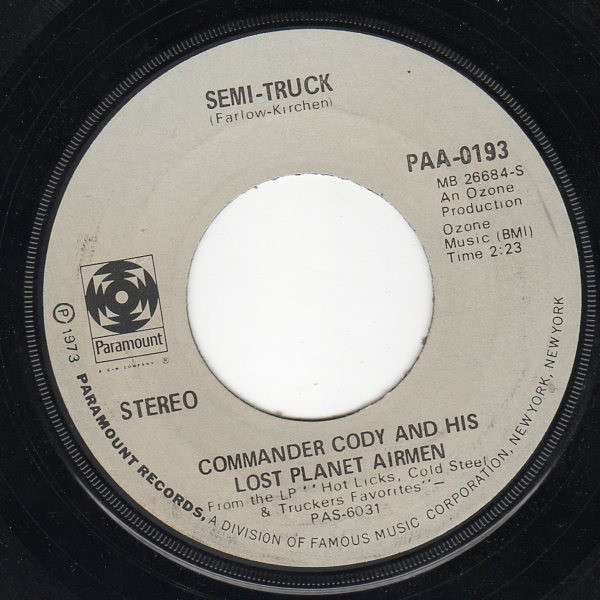 SEMI-TRUCK
(Farlow-Kirchen)
PAA-0193
MB 26684-S
An Ozone
Production
Ozone
Music (BMI)
Time 2:23
Paramount
A G+W COMPANY ®
STEREO
COMMANDER CODY AND HIS
LOST PLANET AIRMEN
From the LP "Hot Licks, Cold Steel
& Truckers Favorites"—
PAS-6031
℗ 1973 PARAMOUNT RECORDS, A DIVISION OF FAMOUS MUSIC CORPORATION, NEW YORK, NEW YORK